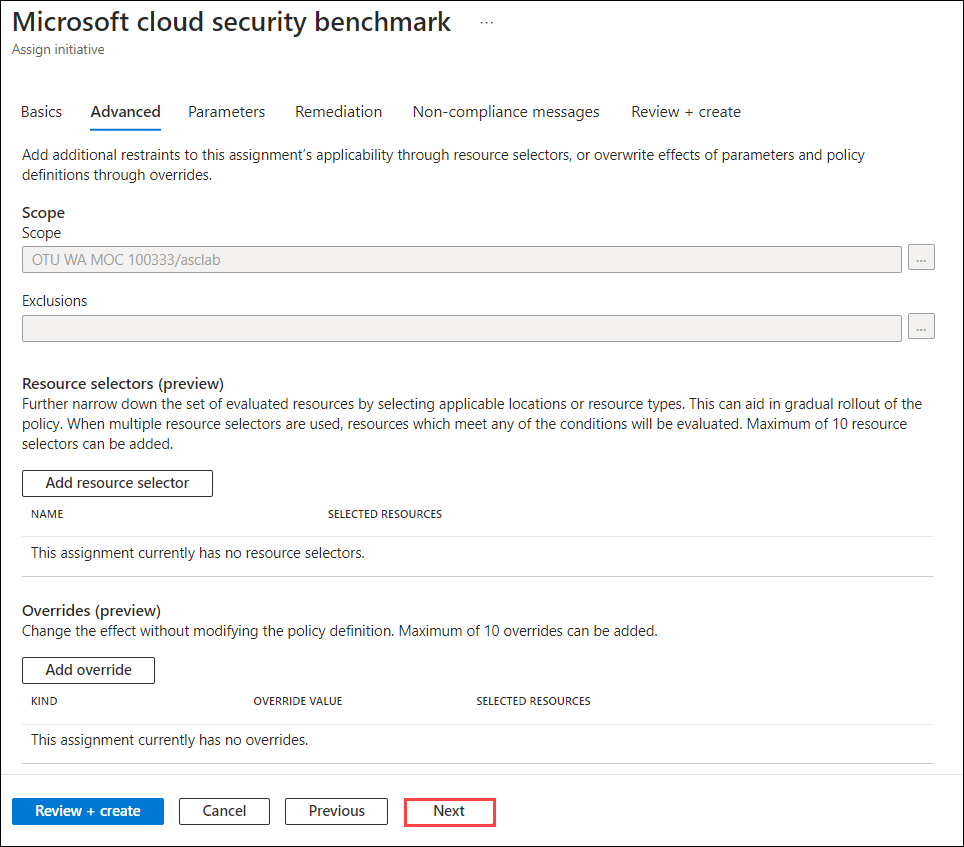 Microsoft cloud security benchmark ...
Assign initiative
Basics Advanced Parameters Remediation Non-compliance messages Review + create
Add additional restraints to this assignment's applicability through resource selectors, or overwrite effects of parameters and policy
definitions through overrides.
Scope
Scope
OTU WA MOC 100333/asclab ...
Exclusions
...
Resource selectors (preview)
Further narrow down the set of evaluated resources by selecting applicable locations or resource types. This can aid in gradual rollout of the
policy. When multiple resource selectors are used, resources which meet any of the conditions will be evaluated. Maximum of 10 resource
selectors can be added.
Add resource selector
NAME SELECTED RESOURCES
This assignment currently has no resource selectors.
Overrides (preview)
Change the effect without modifying the policy definition. Maximum of 10 overrides can be added.
Add override
KIND OVERRIDE VALUE SELECTED RESOURCES
This assignment currently has no overrides.
Review + create Cancel Previous Next